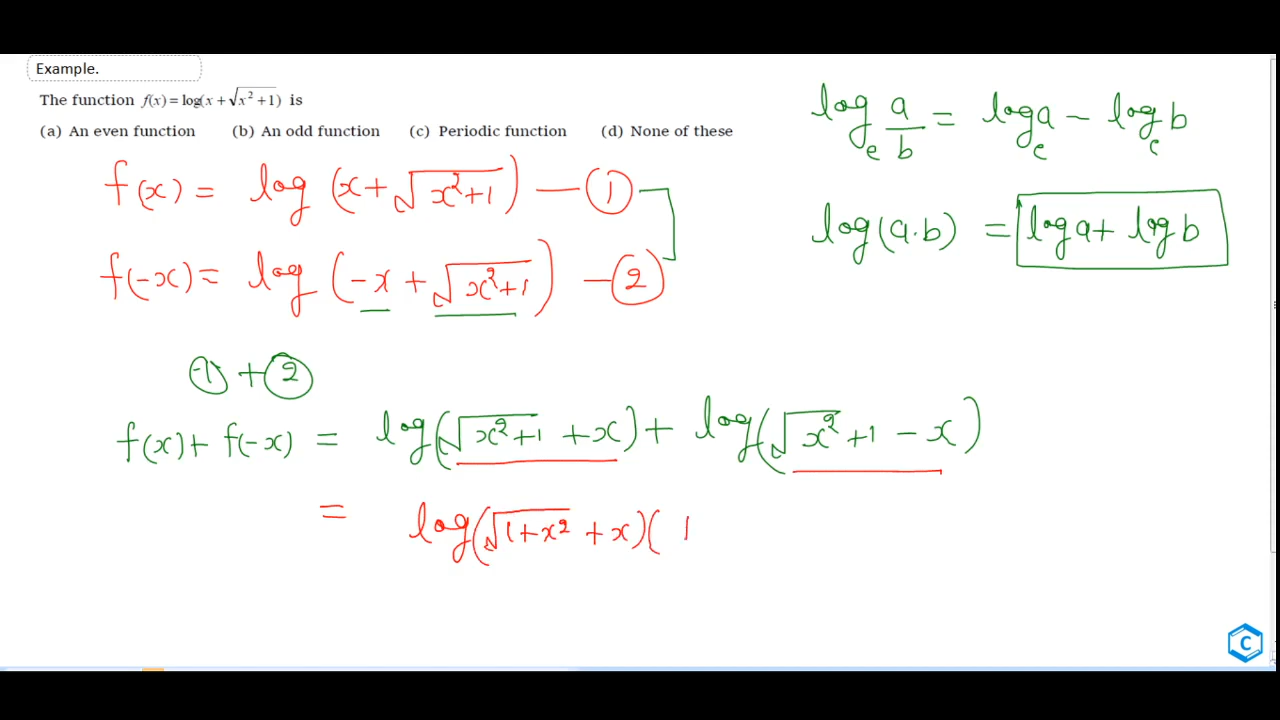 Example.
The function f(x) = log(x + √(x² + 1)) is
(a) An even function (b) An odd function (c) Periodic function (d) None of these
f(x) = log (x + √(x²+1)) — ①
f(-x) = log (-x + √(x²+1)) — ②
① + ②
f(x) + f(-x) = log(√(x²+1) + x) + log(√x² + 1 - x)
= log(√(1+x²) + x)( 1
logₑ a/b = logₑ a - logₑ b
log(a·b) = log a + log b
C